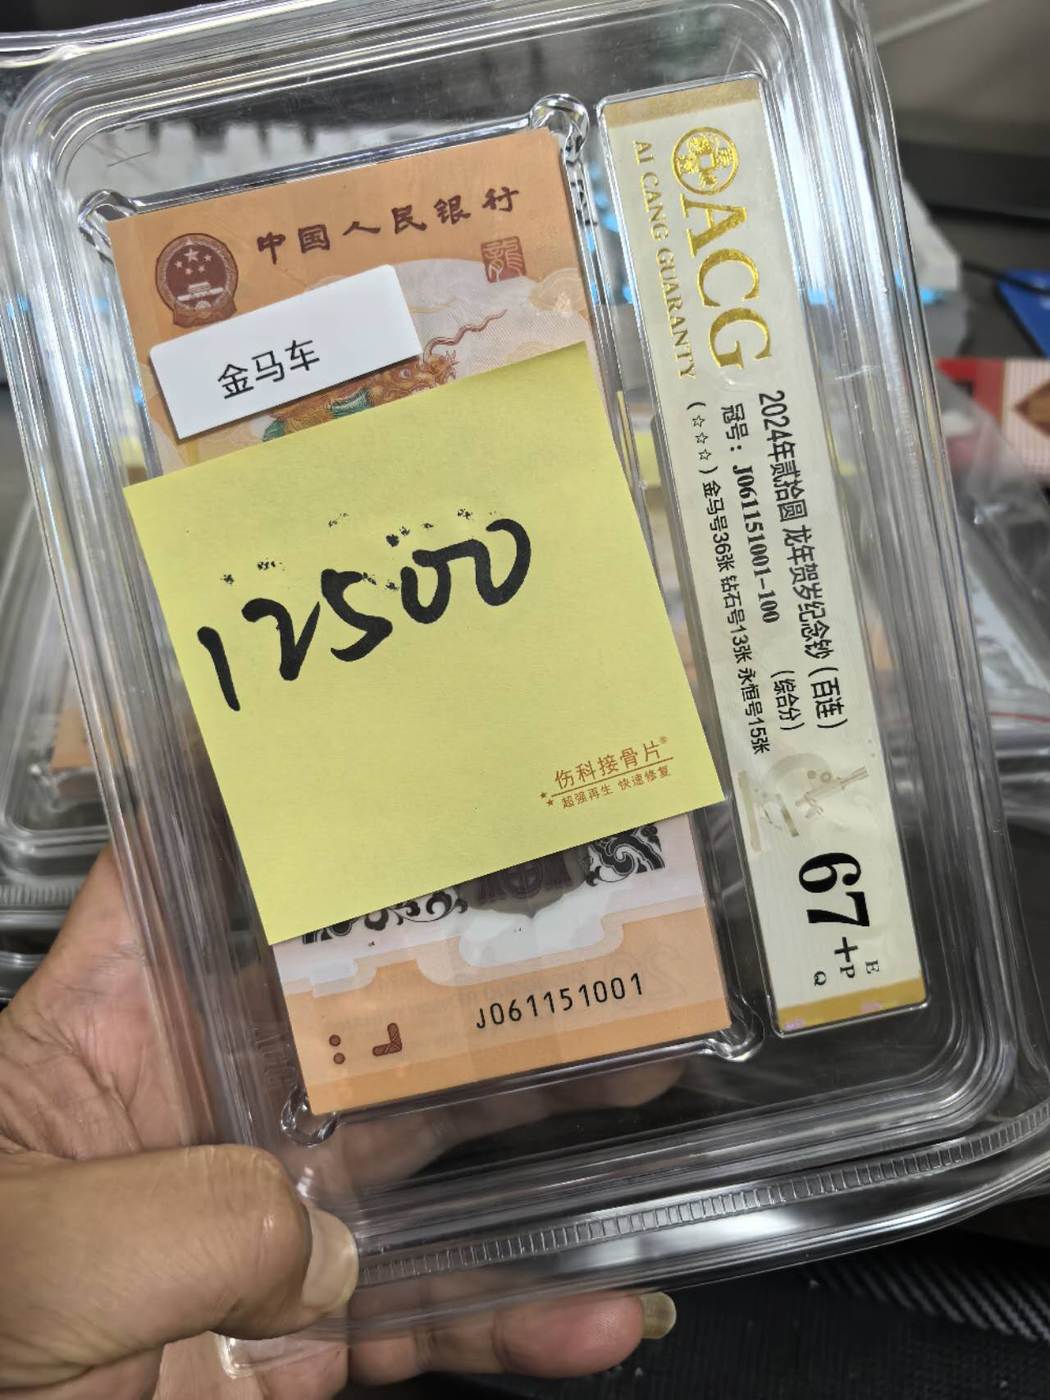 中国人民银行
龍
金马车
12500
伤科接骨片®
超强再生 快速修复
J061151001
ACG
AI CANG GUARANTY
2024年贰拾圆 龙年贺岁纪念钞 (百连)
冠号: J061151001-100 (综合分)
(☆☆☆) 金马号36张 钻石号13张 永恒号15张
67+
E
P
Q